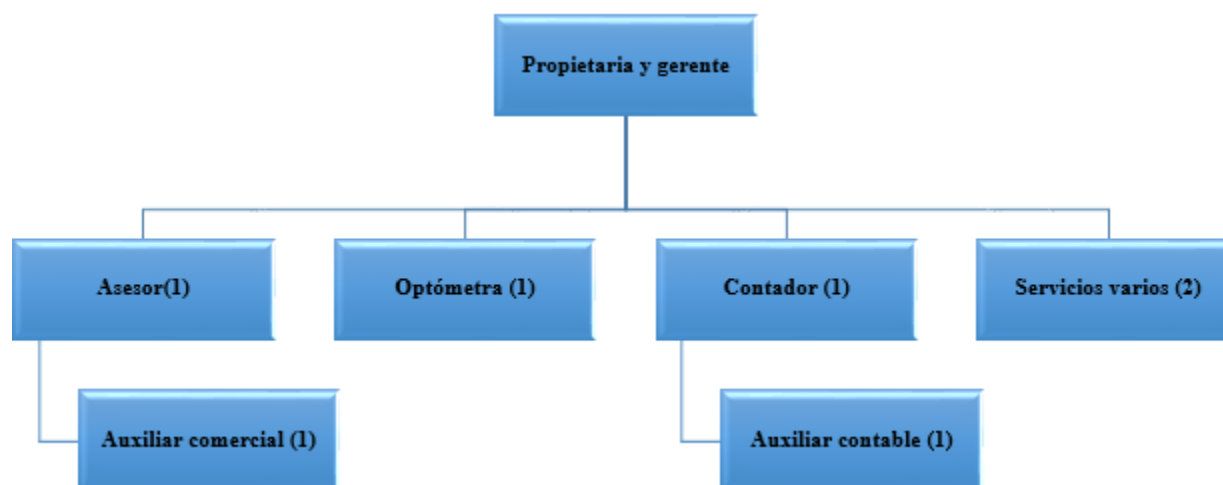 Propietaria y gerente
Asesor(1)
Optómetra (1)
Contador (1)
Servicios varios (2)
Auxiliar comercial (1)
Auxiliar contable (1)